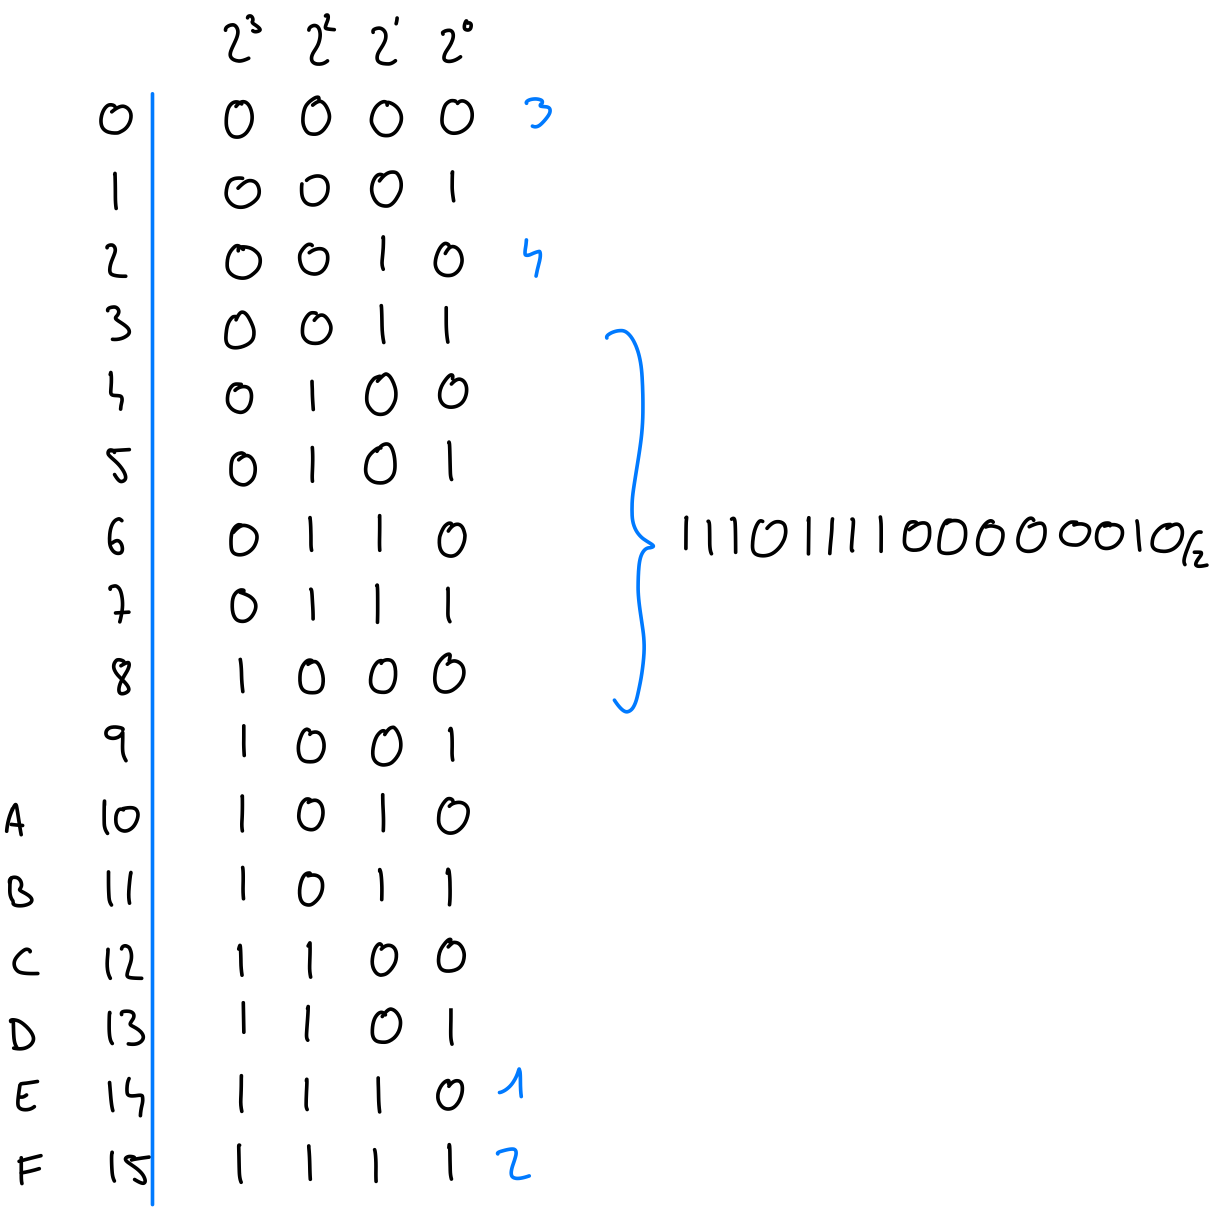 2³ 2² 2¹ 2⁰
0 0 0 0 0 3
1 0 0 0 1
2 0 0 1 0 4
3 0 0 1 1
4 0 1 0 0
5 0 1 0 1
6 0 1 1 0
1110111100000010/2
7 0 1 1 1
8 1 0 0 0
9 1 0 0 1
A 10 1 0 1 0
B 11 1 0 1 1
C 12 1 1 0 0
D 13 1 1 0 1
E 14 1 1 1 0 1
F 15 1 1 1 1 2